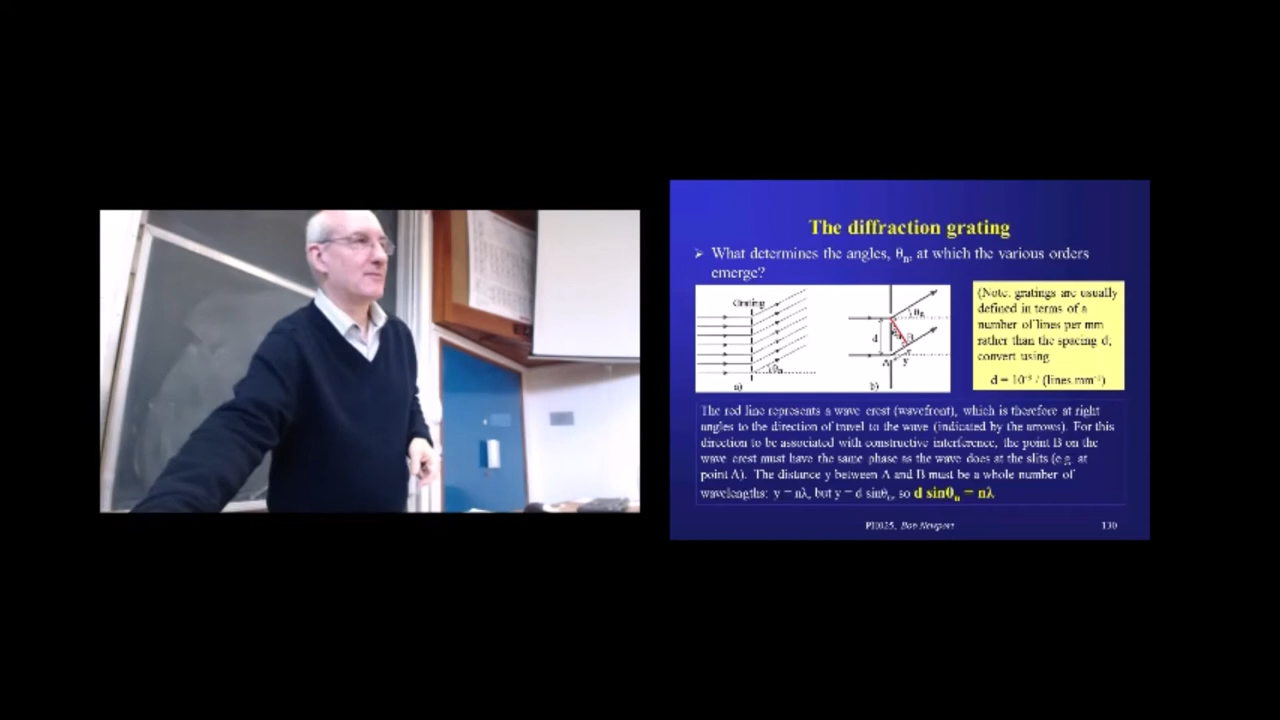 The diffraction grating
➢ What determines the angles, θn, at which the various orders
emerge?
Grating
θn
a)
d
θn
B
A
y
b)
(Note: gratings are usually
defined in terms of a
number of lines per mm
rather than the spacing d;
convert using
d = 10⁻³ / (lines.mm⁻¹)
The red line represents a wave crest (wavefront), which is therefore at right
angles to the direction of travel to the wave (indicated by the arrows). For this
direction to be associated with constructive interference, the point B on the
wave crest must have the same phase as the wave does at the slits (e.g. at
point A). The distance y between A and B must be a whole number of
wavelengths: y = nλ, but y = d sinθn, so d sinθn = nλ
PH025, Bob Newport
130